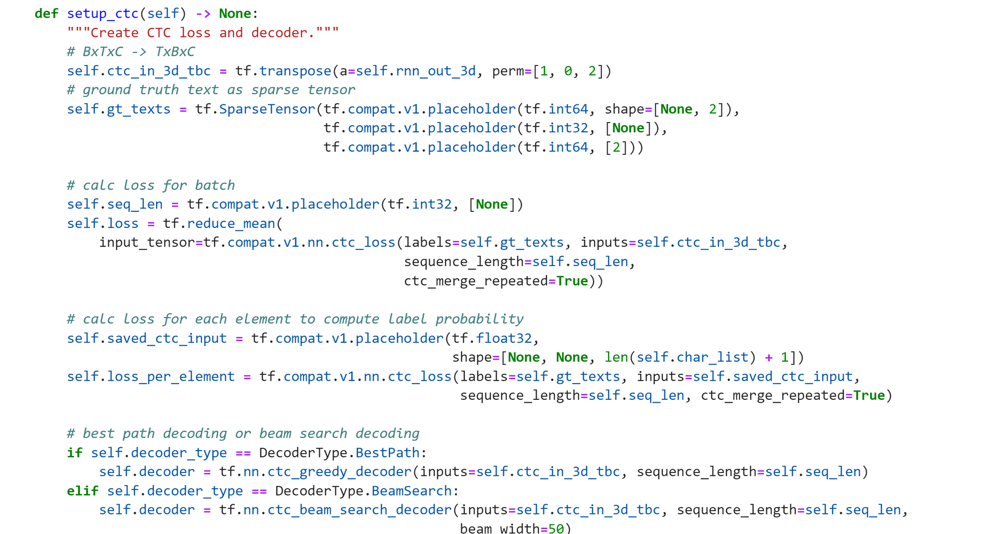 def setup_ctc(self) -> None:
"""Create CTC loss and decoder."""
# BxTxC -> TxBxC
self.ctc_in_3d_tbc = tf.transpose(a=self.rnn_out_3d, perm=[1, 0, 2])
# ground truth text as sparse tensor
self.gt_texts = tf.SparseTensor(tf.compat.v1.placeholder(tf.int64, shape=[None, 2]),
tf.compat.v1.placeholder(tf.int32, [None]),
tf.compat.v1.placeholder(tf.int64, [2]))
# calc loss for batch
self.seq_len = tf.compat.v1.placeholder(tf.int32, [None])
self.loss = tf.reduce_mean(
input_tensor=tf.compat.v1.nn.ctc_loss(labels=self.gt_texts, inputs=self.ctc_in_3d_tbc,
sequence_length=self.seq_len,
ctc_merge_repeated=True))
# calc loss for each element to compute label probability
self.saved_ctc_input = tf.compat.v1.placeholder(tf.float32,
shape=[None, None, len(self.char_list) + 1])
self.loss_per_element = tf.compat.v1.nn.ctc_loss(labels=self.gt_texts, inputs=self.saved_ctc_input,
sequence_length=self.seq_len, ctc_merge_repeated=True)
# best path decoding or beam search decoding
if self.decoder_type == DecoderType.BestPath:
self.decoder = tf.nn.ctc_greedy_decoder(inputs=self.ctc_in_3d_tbc, sequence_length=self.seq_len)
elif self.decoder_type == DecoderType.BeamSearch:
self.decoder = tf.nn.ctc_beam_search_decoder(inputs=self.ctc_in_3d_tbc, sequence_length=self.seq_len,
beam_width=50)